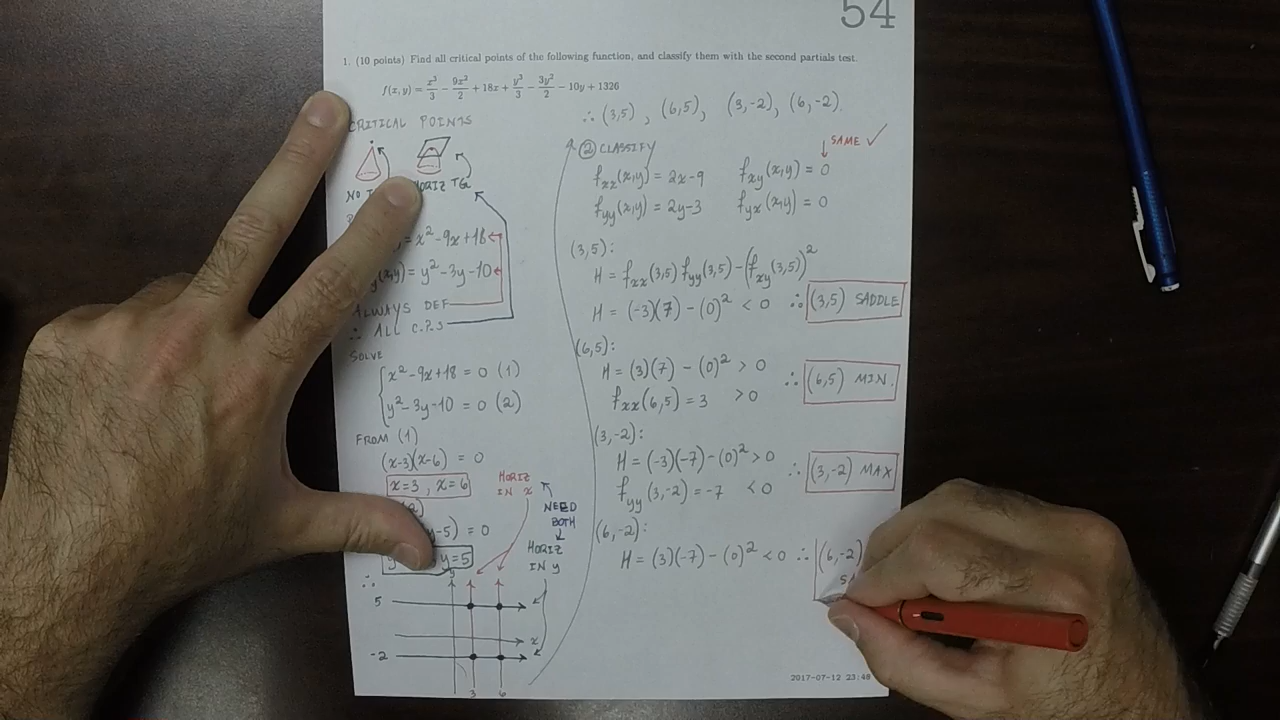 54
1. (10 points) Find all critical points of the following function, and classify them with the second partials test.
f(x, y) = x³/3 − 9x²/2 + 18x + y³/3 − 3y²/2 − 10y + 1326
CRITICAL POINTS
NO
HORIZ TGₛ
= x² - 9x + 18
y(x,y) = y² - 3y - 10
ALWAYS DEF
∴ ALL C.P.S
SOLVE
x² - 9x + 18 = 0 (1)
y² - 3y - 10 = 0 (2)
FROM (1)
(x-3)(x-6) = 0
x=3 , x=6
(2)
y-5) = 0
y=5
∴
HORIZ
IN x
NEED
BOTH
HORIZ
IN y
y
5
x
-2
3 6
∴ (3,5) , (6,5), (3,-2), (6,-2).
② CLASSIFY
SAME ✓
fxx(x,y) = 2x-9 fxy(x,y) = 0
fyy(x,y) = 2y-3 fyx(x,y) = 0
(3,5):
H = fxx(3,5) fyy(3,5) - (fxy(3,5))²
H = (-3)(7) - (0)² < 0 ∴ (3,5) SADDLE
(6,5):
H = (3)(7) - (0)² > 0
fxx(6,5) = 3 > 0 ∴ (6,5) MIN.
(3,-2):
H = (-3)(-7) - (0)² > 0
fyy(3,-2) = -7 < 0 ∴ (3,-2) MAX
(6,-2):
H = (3)(-7) - (0)² < 0 ∴ (6,-2)
2017-07-12 23:48